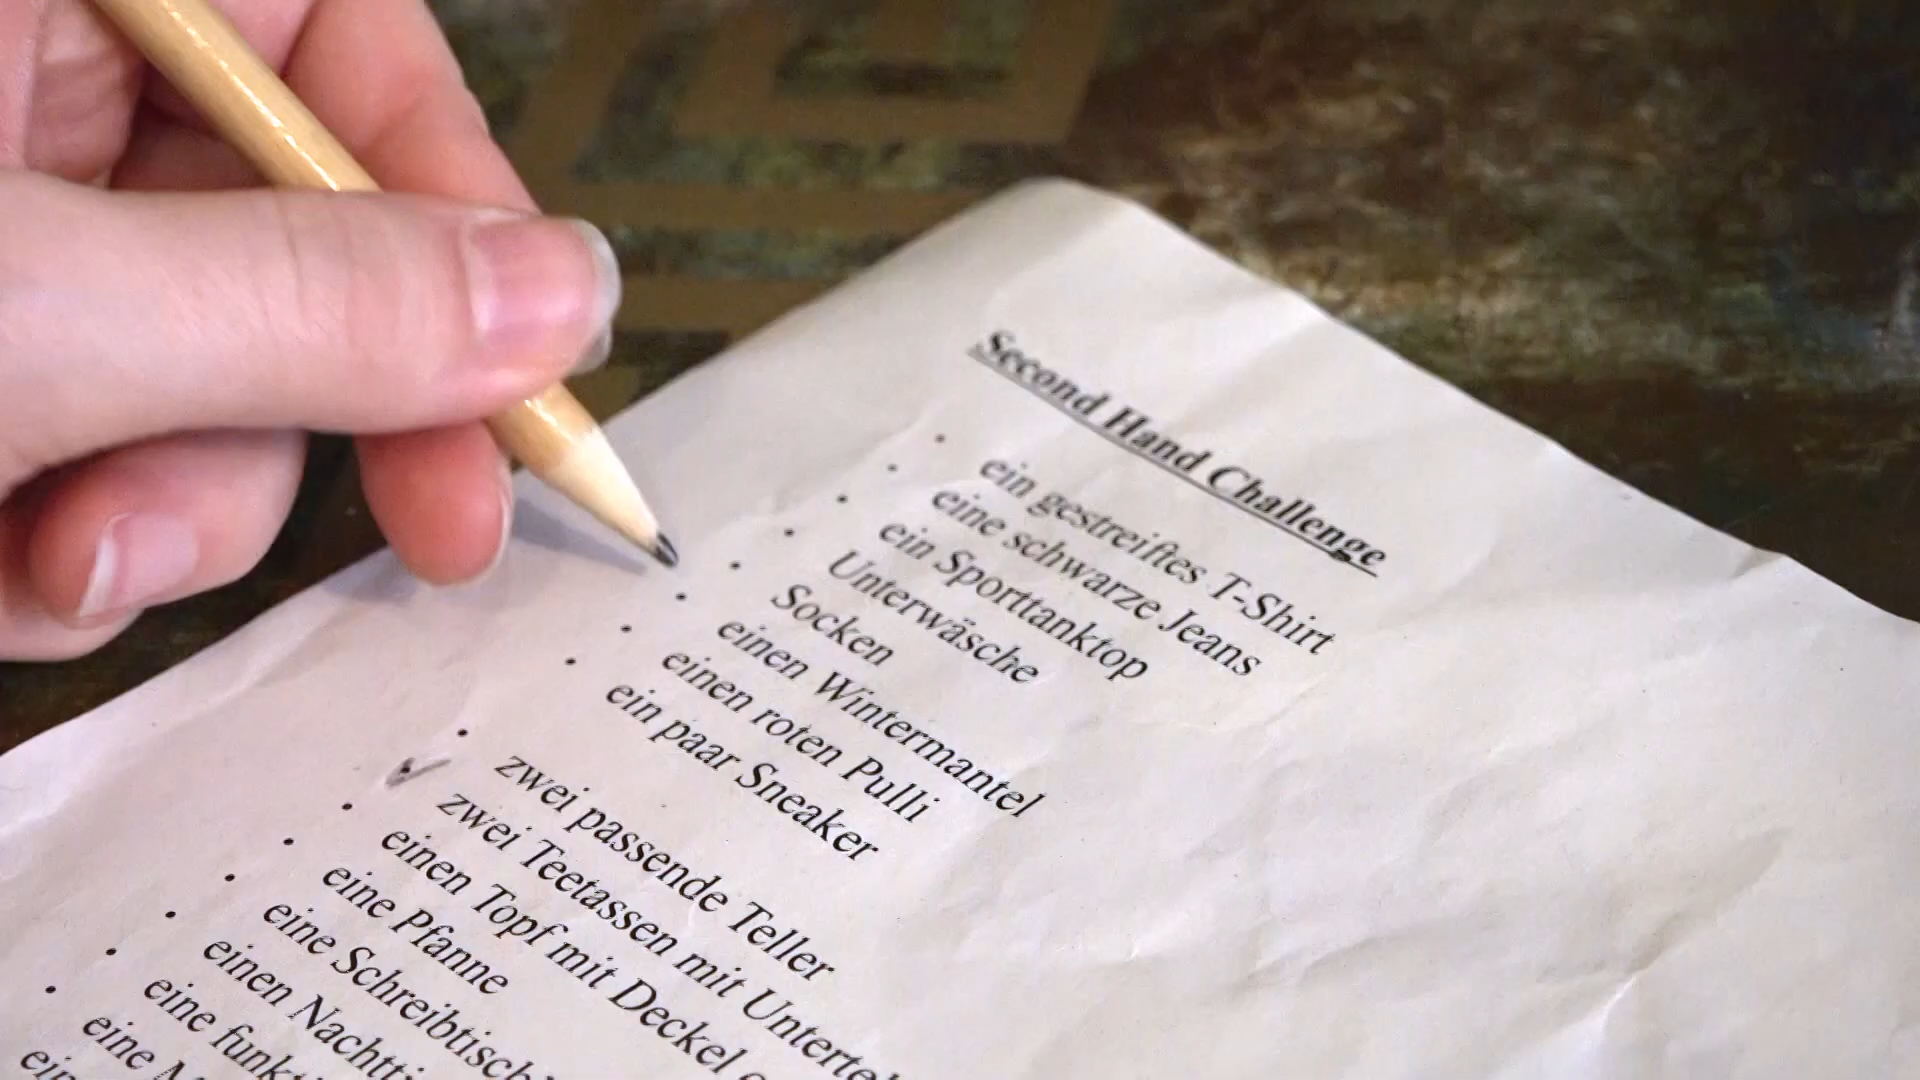 Second Hand Challenge
ein gestreiftes T-Shirt
eine schwarze Jeans
ein Sporttanktop
Unterwäsche
Socken
einen Wintermantel
einen roten Pulli
ein paar Sneaker
zwei passende Teller
zwei Teetassen mit
einen Topf mit Deckel
eine Pfanne
eine
einen
eine
eine